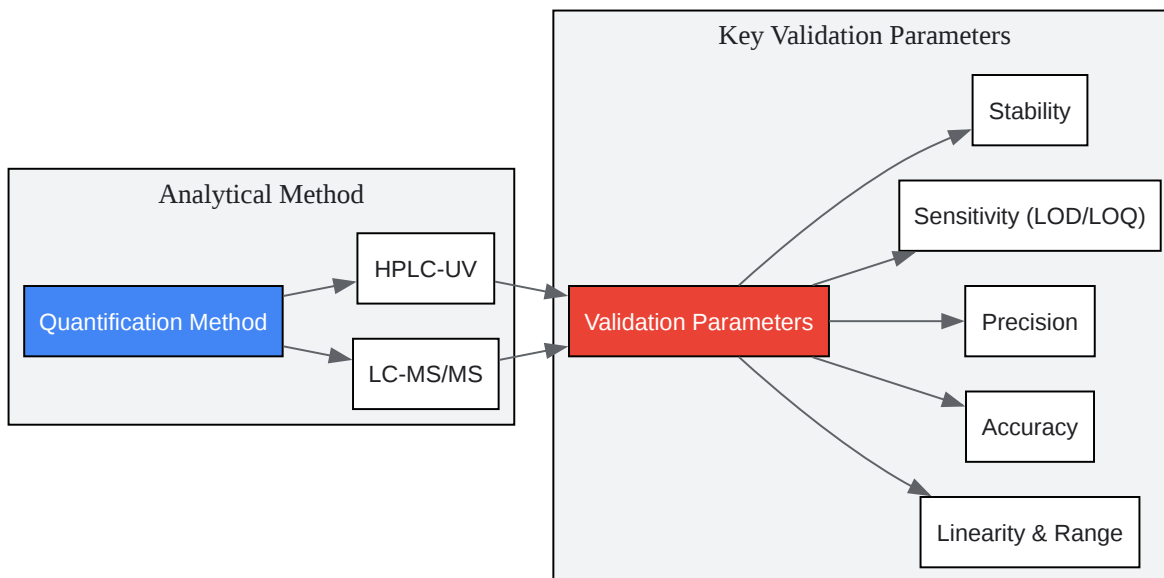 Analytical Method
Quantification Method
HPLC-UV
LC-MS/MS
Key Validation Parameters
Validation Parameters
Stability
Sensitivity (LOD/LOQ)
Precision
Accuracy
Linearity & Range